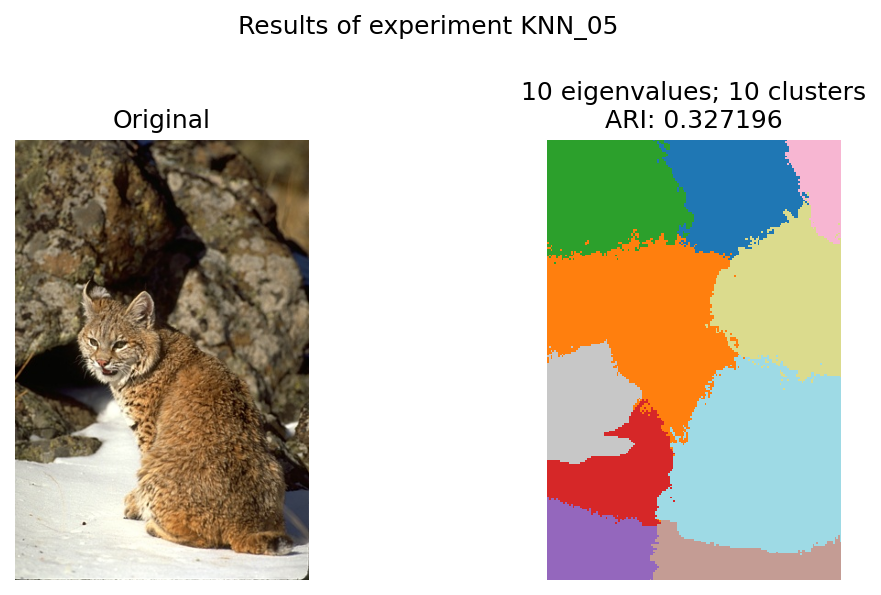 Results of experiment KNN_05
Original
10 eigenvalues; 10 clusters
ARI: 0.327196